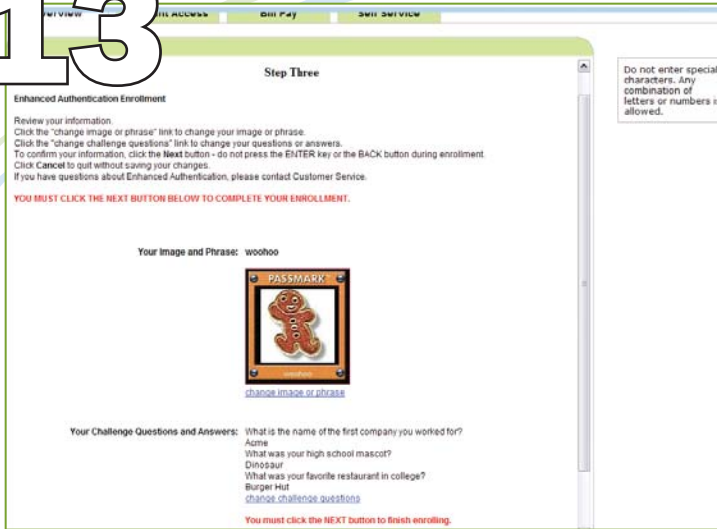 13
Overview Access Bill Pay Self Service
Step Three
Do not enter special
characters. Any
combination of
letters or numbers is
allowed.
Enhanced Authentication Enrollment
Review your information.
Click the "change image or phrase" link to change your image or phrase.
Click the "change challenge questions" link to change your questions or answers.
To confirm your information, click the Next button - do not press the ENTER key or the BACK button during enrollment.
Click Cancel to quit without saving your changes.
If you have questions about Enhanced Authentication, please contact Customer Service.
YOU MUST CLICK THE NEXT BUTTON BELOW TO COMPLETE YOUR ENROLLMENT.
Your Image and Phrase: woohoo
PASSMARK
woohoo
change image or phrase
Your Challenge Questions and Answers: What is the name of the first company you worked for?
Acme
What was your high school mascot?
Dinosaur
What was your favorite restaurant in college?
Burger Hut
change challenge questions
You must click the NEXT button to finish enrolling.